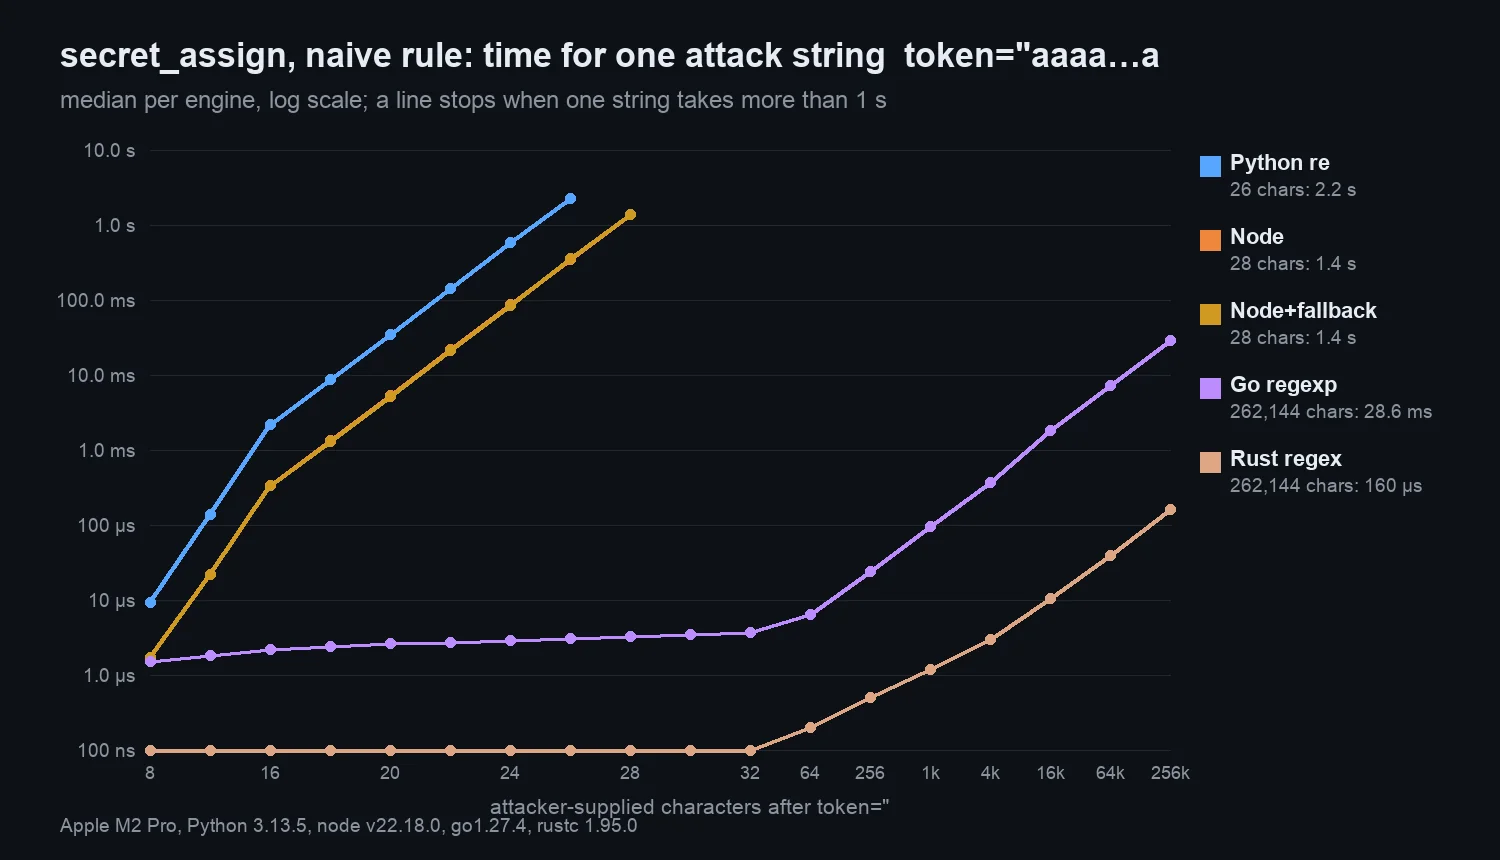 secret_assign, naive rule: time for one attack string  token="aaaa…a
median per engine, log scale; a line stops when one string takes more than 1 s
10.0 s
1.0 s
100.0 ms
10.0 ms
1.0 ms
100 µs
10 µs
1.0 µs
100 ns
8 16 20 24 28 32 64 256 1k 4k 16k 64k 256k
attacker-supplied characters after token="
Apple M2 Pro, Python 3.13.5, node v22.18.0, go1.27.4, rustc 1.95.0
Python re
26 chars: 2.2 s
Node
28 chars: 1.4 s
Node+fallback
28 chars: 1.4 s
Go regexp
262,144 chars: 28.6 ms
Rust regex
262,144 chars: 160 µs